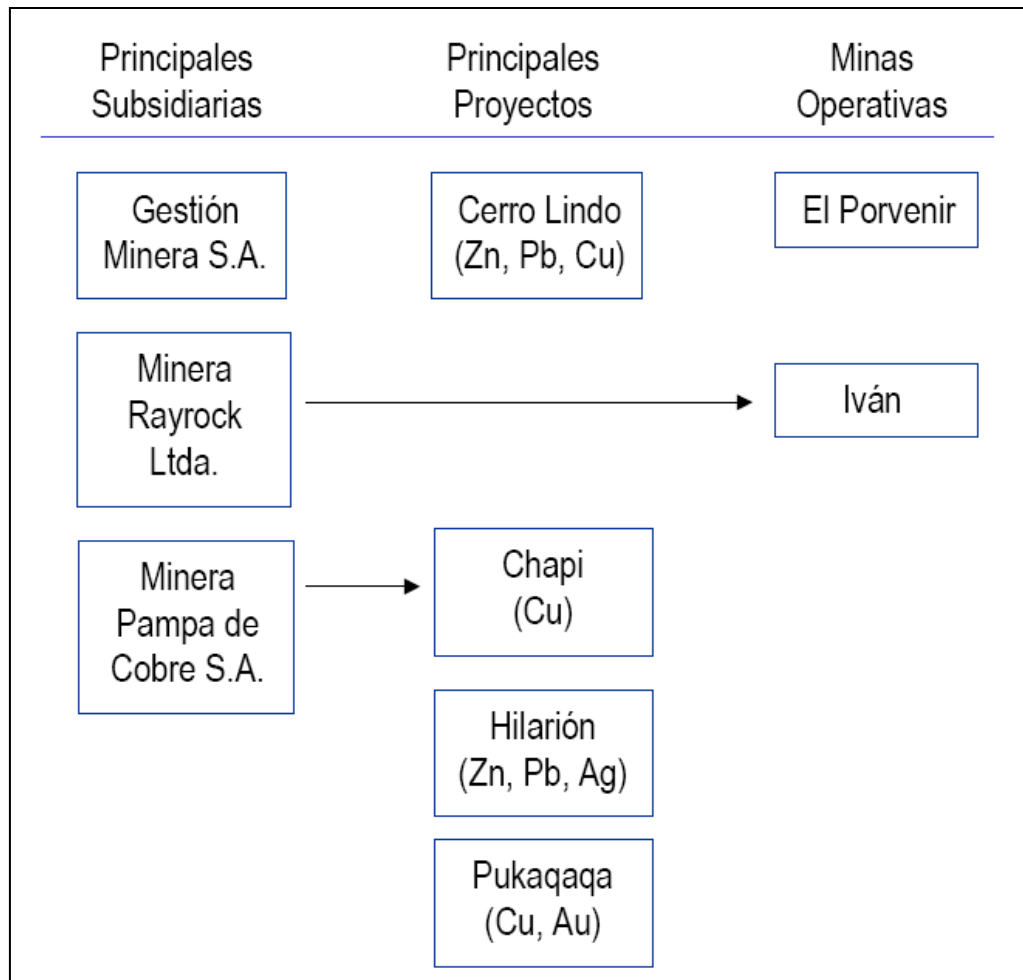 Principales
Subsidiarias
Principales
Proyectos
Minas
Operativas
Gestión
Minera S.A.
Cerro Lindo
(Zn, Pb, Cu)
El Porvenir
Minera
Rayrock
Ltda.
Iván
Minera
Pampa de
Cobre S.A.
Chapi
(Cu)
Hilarión
(Zn, Pb, Ag)
Pukaqaqa
(Cu, Au)